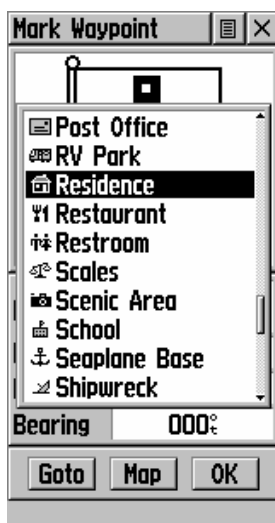 Mark Waypoint
Post Office
RV Park
Residence
Restaurant
Restroom
Scales
Scenic Area
School
Seaplane Base
Shipwreck
Bearing 000°t
Goto Map OK